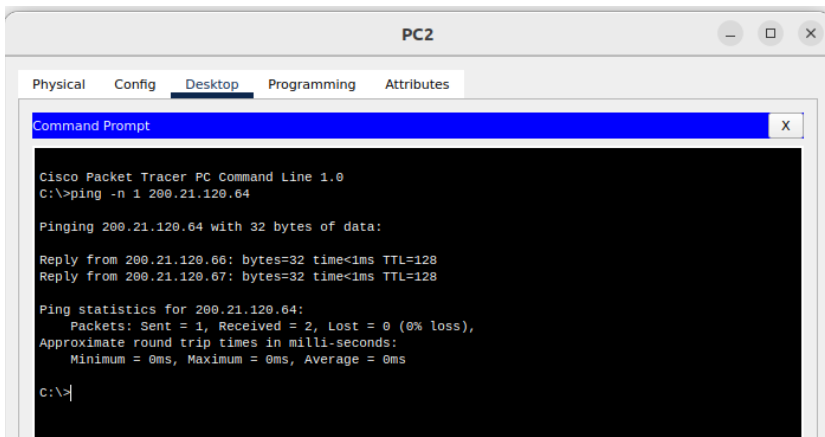 PC2
Physical Config Desktop Programming Attributes
Command Prompt X
Cisco Packet Tracer PC Command Line 1.0
C:\>ping -n 1 200.21.120.64
Pinging 200.21.120.64 with 32 bytes of data:
Reply from 200.21.120.66: bytes=32 time<1ms TTL=128
Reply from 200.21.120.67: bytes=32 time<1ms TTL=128
Ping statistics for 200.21.120.64:
Packets: Sent = 1, Received = 2, Lost = 0 (0% loss),
Approximate round trip times in milli-seconds:
Minimum = 0ms, Maximum = 0ms, Average = 0ms
C:\>